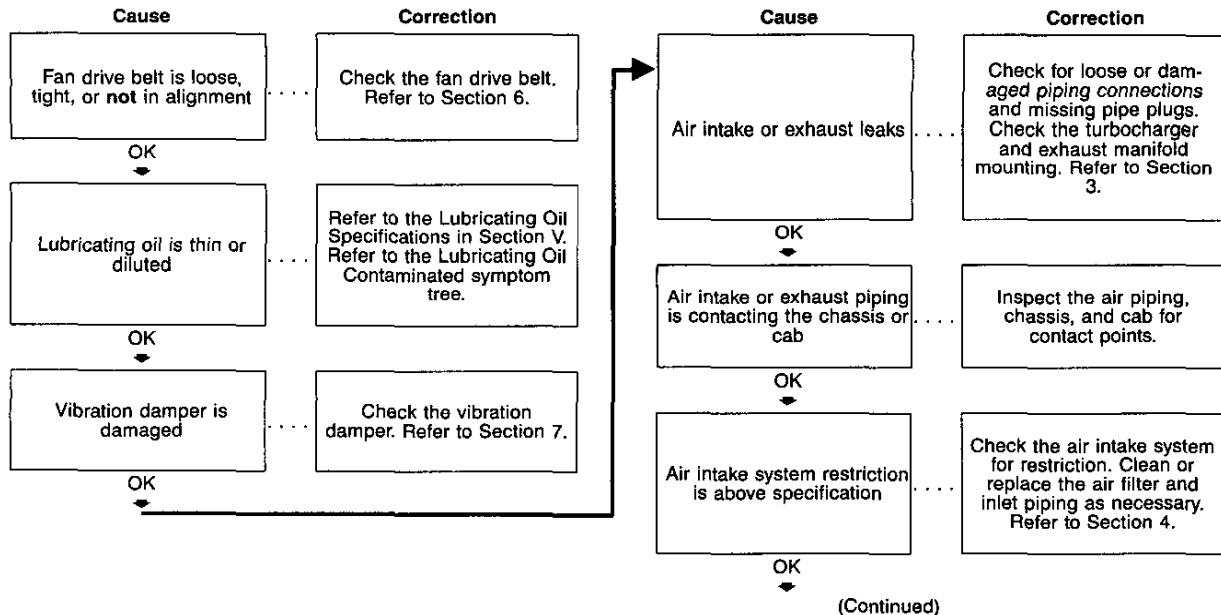 Cause
Correction
Fan drive belt is loose,
tight, or not in alignment
Check the fan drive belt.
Refer to Section 6.
OK
Lubricating oil is thin or
diluted
Refer to the Lubricating Oil
Specifications in Section V.
Refer to the Lubricating Oil
Contaminated symptom
tree.
OK
Vibration damper is
damaged
Check the vibration
damper. Refer to Section 7.
OK
Cause
Correction
Air intake or exhaust leaks
Check for loose or dam-
aged piping connections
and missing pipe plugs.
Check the turbocharger
and exhaust manifold
mounting. Refer to Section
3.
OK
Air intake or exhaust piping
is contacting the chassis or
cab
Inspect the air piping,
chassis, and cab for
contact points.
OK
Air intake system restriction
is above specification
Check the air intake system
for restriction. Clean or
replace the air filter and
inlet piping as necessary.
Refer to Section 4.
OK
(Continued)